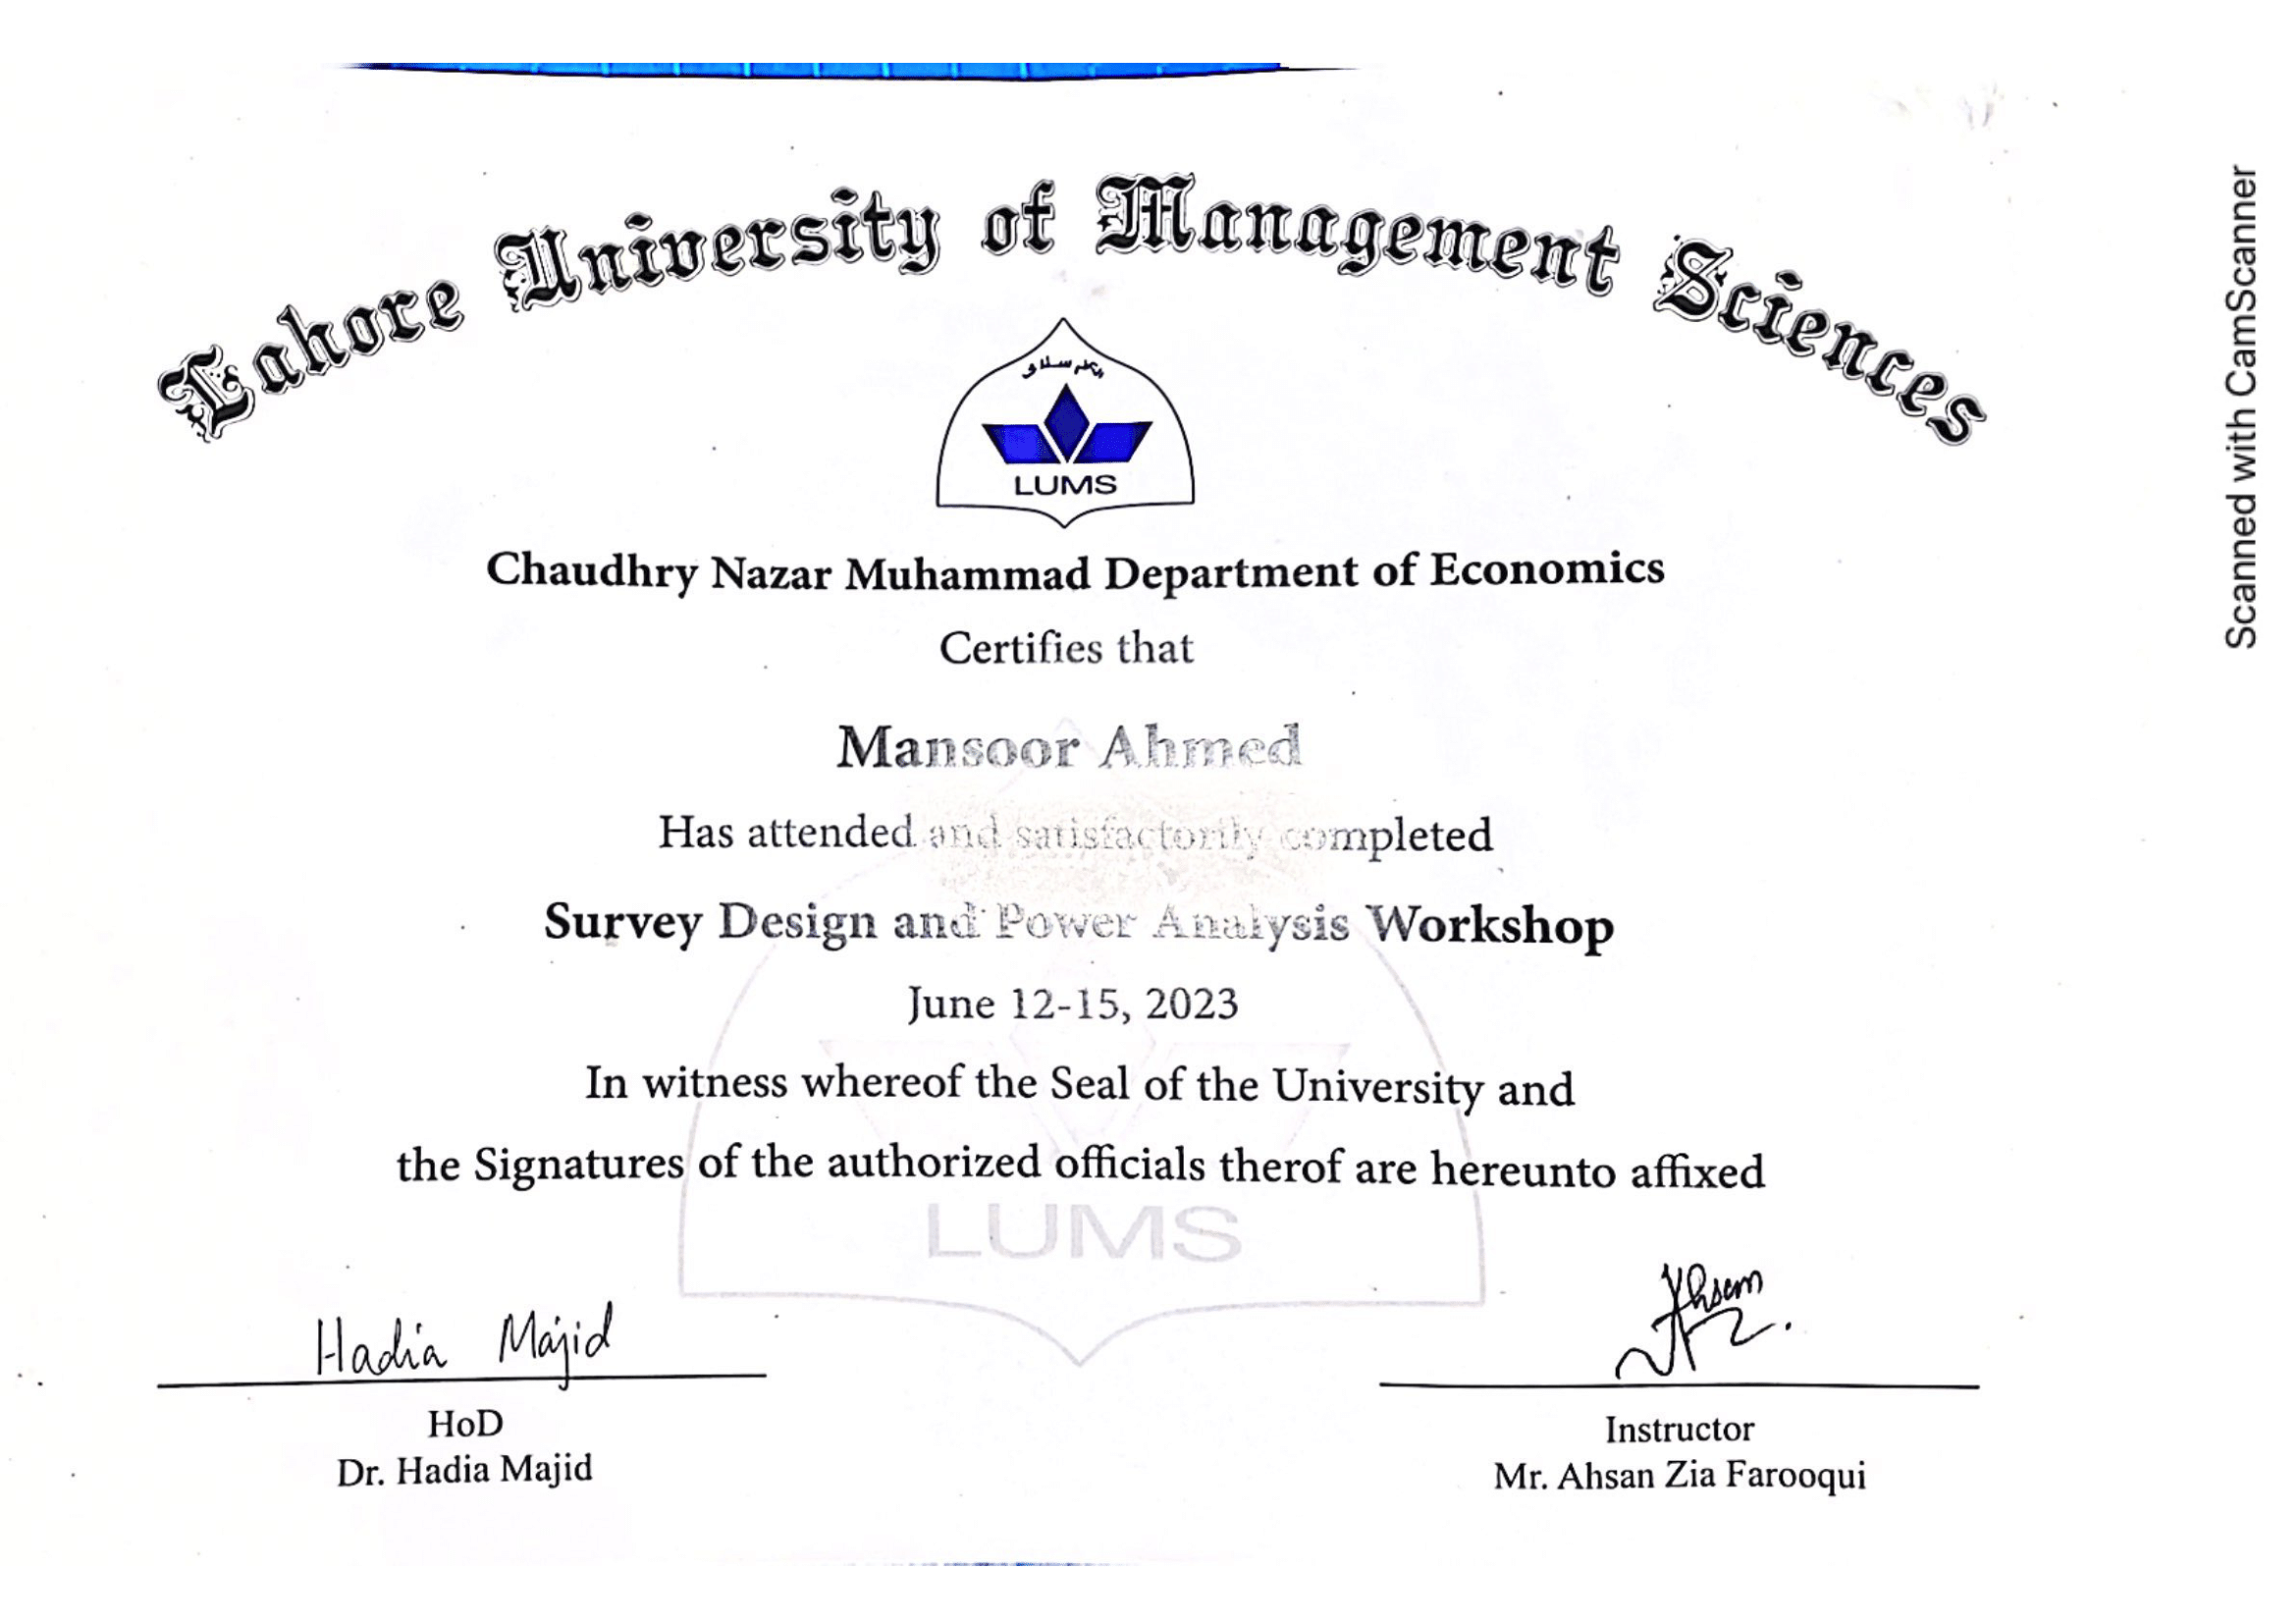 Lahore University of Management Sciences
LUMS
Chaudhry Nazar Muhammad Department of Economics
Certifies that
Mansoor Ahmed
Has attended and satisfactorily completed
Survey Design and Power Analysis Workshop
June 12-15, 2023
In witness whereof the Seal of the University and
the Signatures of the authorized officials therof are hereunto affixed
LUMS
Hadia Majid
HoD
Dr. Hadia Majid
Ahsan
Instructor
Mr. Ahsan Zia Farooqui
Scanned with CamScanner